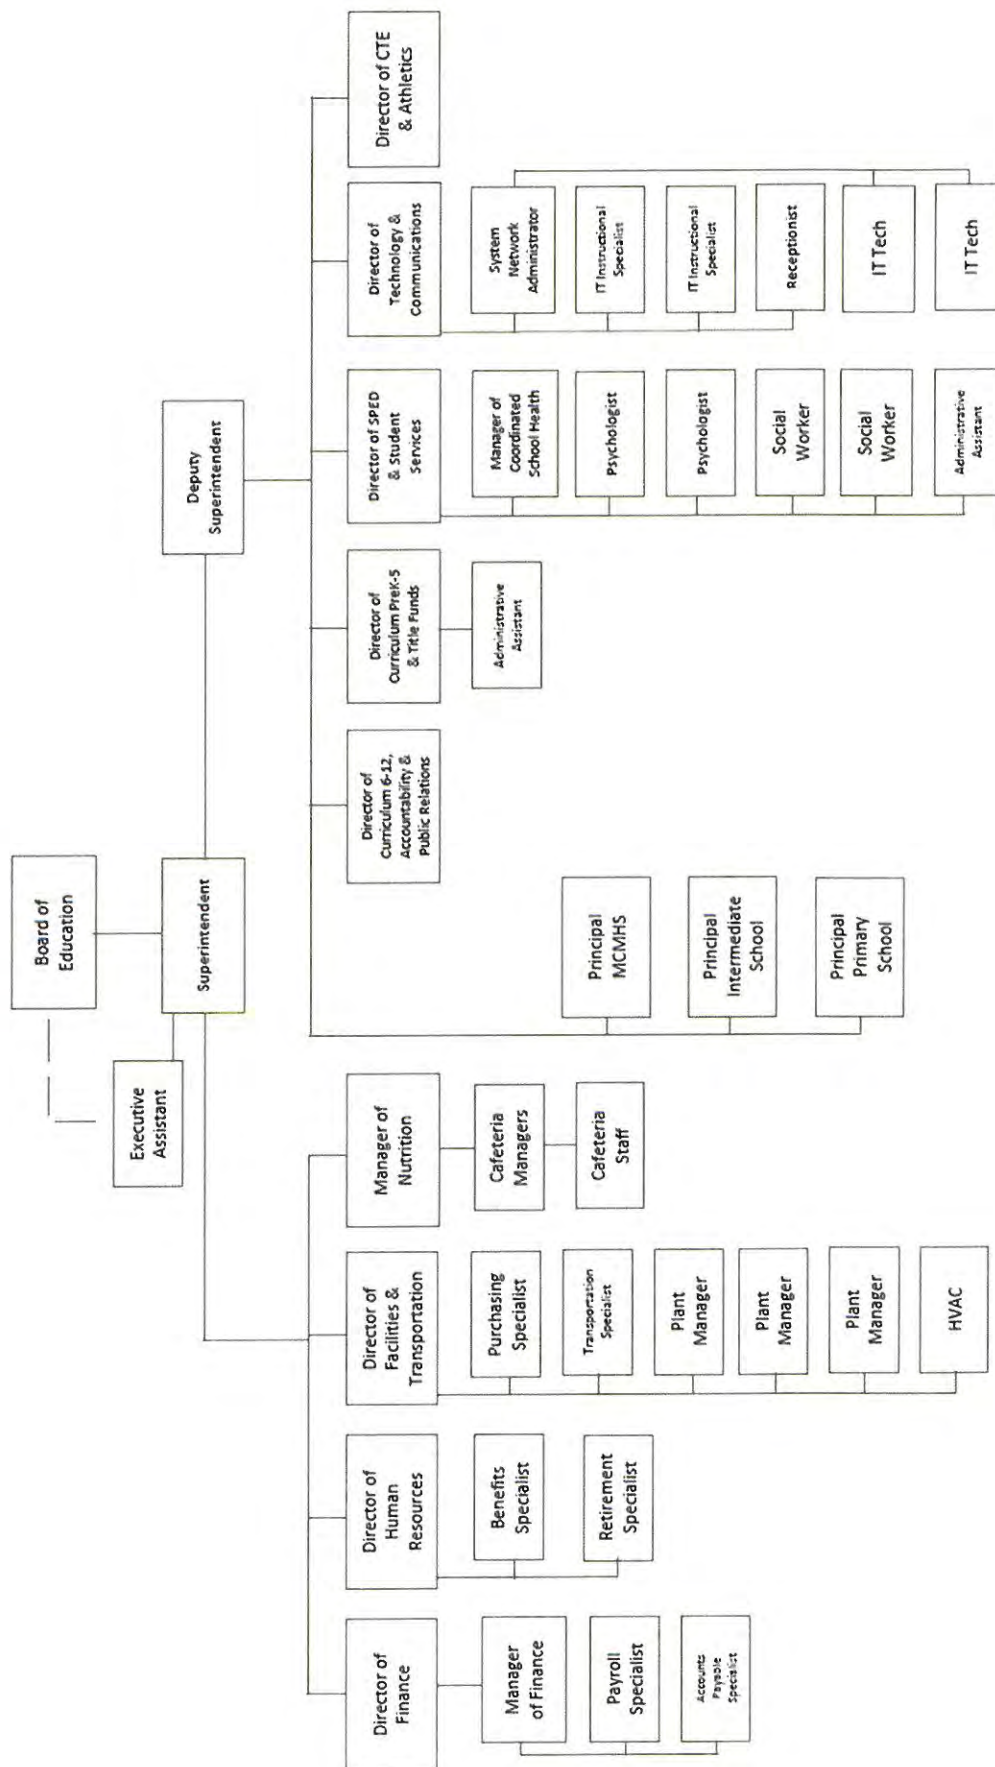 Board of
Education
Executive
Assistant
Superintendent
Deputy
Superintendent
Director of
Finance
Director of
Human
Resources
Director of
Facilities &
Transportation
Manager of
Nutrition
Director of
Curriculum 6-12,
Accountability &
Public Relations
Director of
Curriculum PreK-5
& Title Funds
Director of SPED
& Student
Services
Director of
Technology &
Communications
Director of CTE
& Athletics
Manager
of Finance
Payroll
Specialist
Accounts
Payable
Specialist
Benefits
Specialist
Retirement
Specialist
Purchasing
Specialist
Transportation
Specialist
Plant
Manager
Plant
Manager
Plant
Manager
HVAC
Cafeteria
Managers
Cafeteria
Staff
Principal
MCMHS
Principal
Intermediate
School
Principal
Primary
School
Administrative
Assistant
Manager of
Coordinated
School Health
Psychologist
Psychologist
Social
Worker
Social
Worker
Administrative
Assistant
System
Network
Administrator
IT Instructional
Specialist
IT Instructional
Specialist
Receptionist
IT Tech
IT Tech